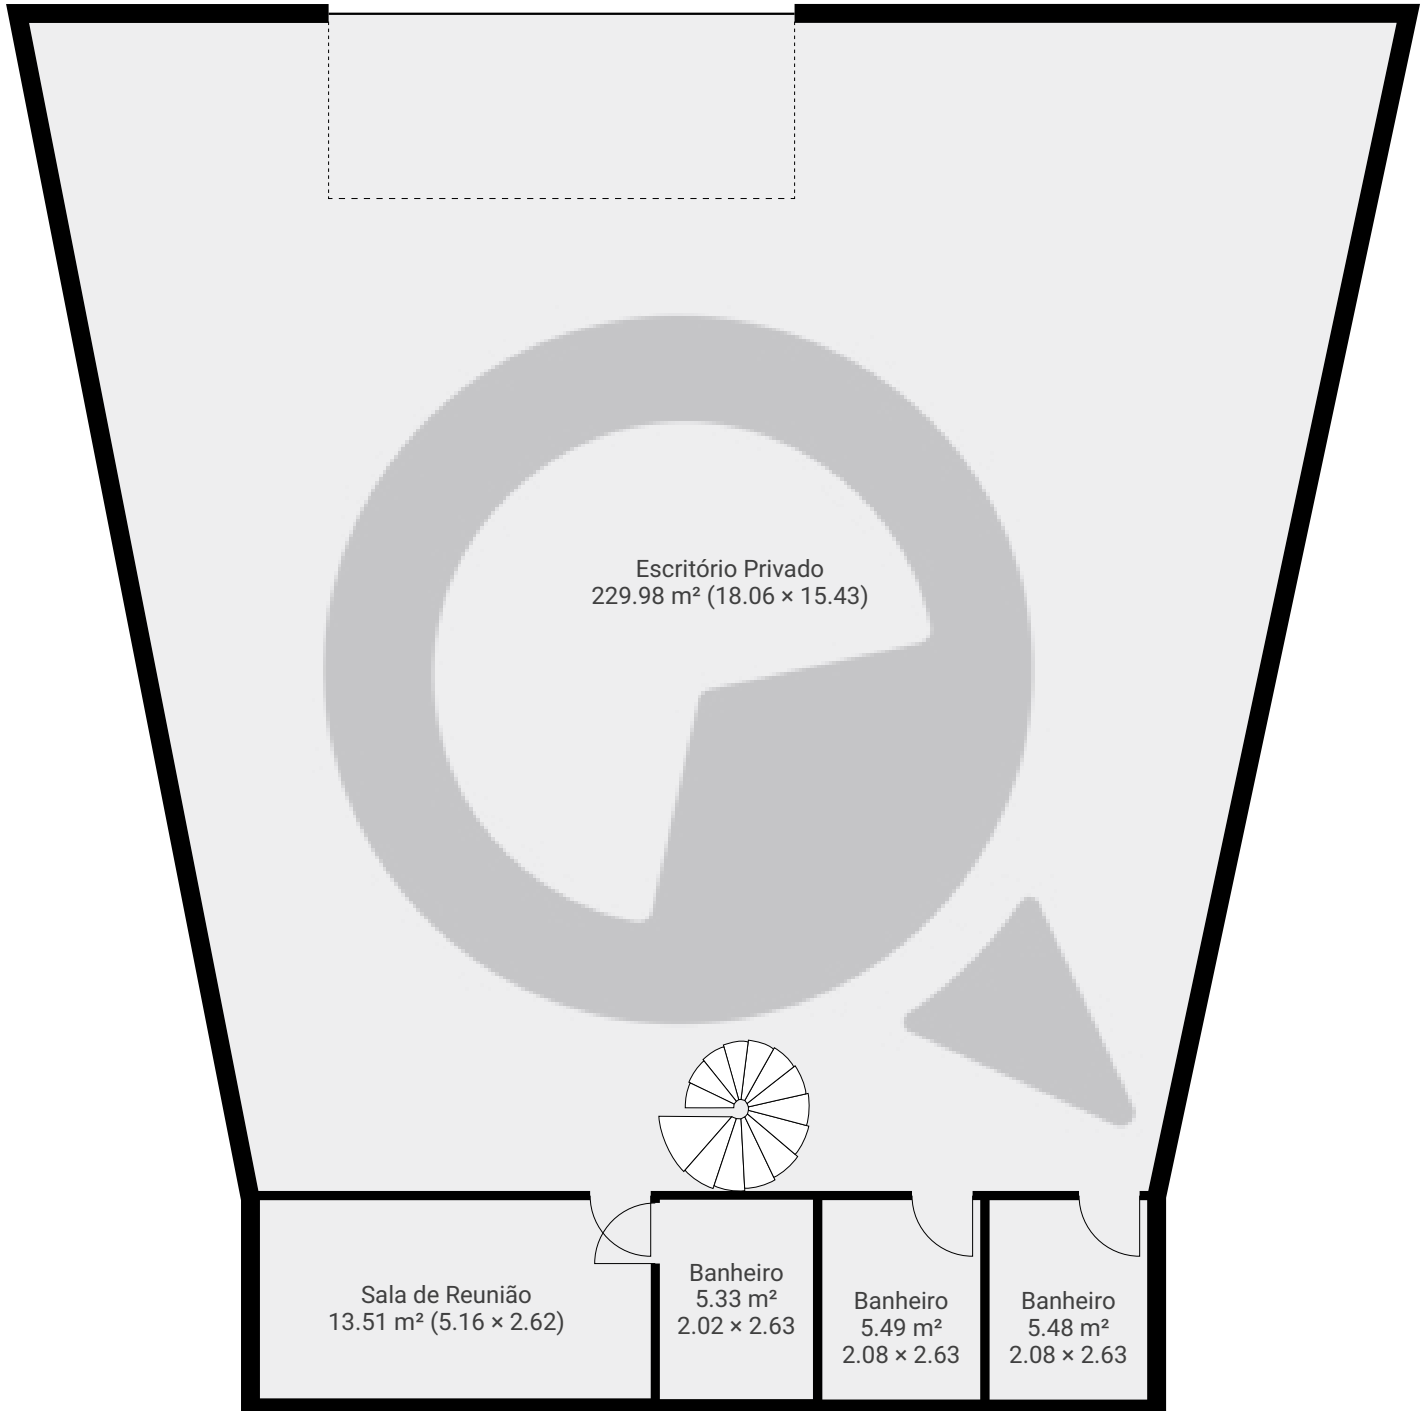 Escritório Privado
229.98 m² (18.06 × 15.43)
Sala de Reunião
13.51 m² (5.16 × 2.62)
Banheiro
5.33 m²
2.02 × 2.63
Banheiro
5.49 m²
2.08 × 2.63
Banheiro
5.48 m²
2.08 × 2.63